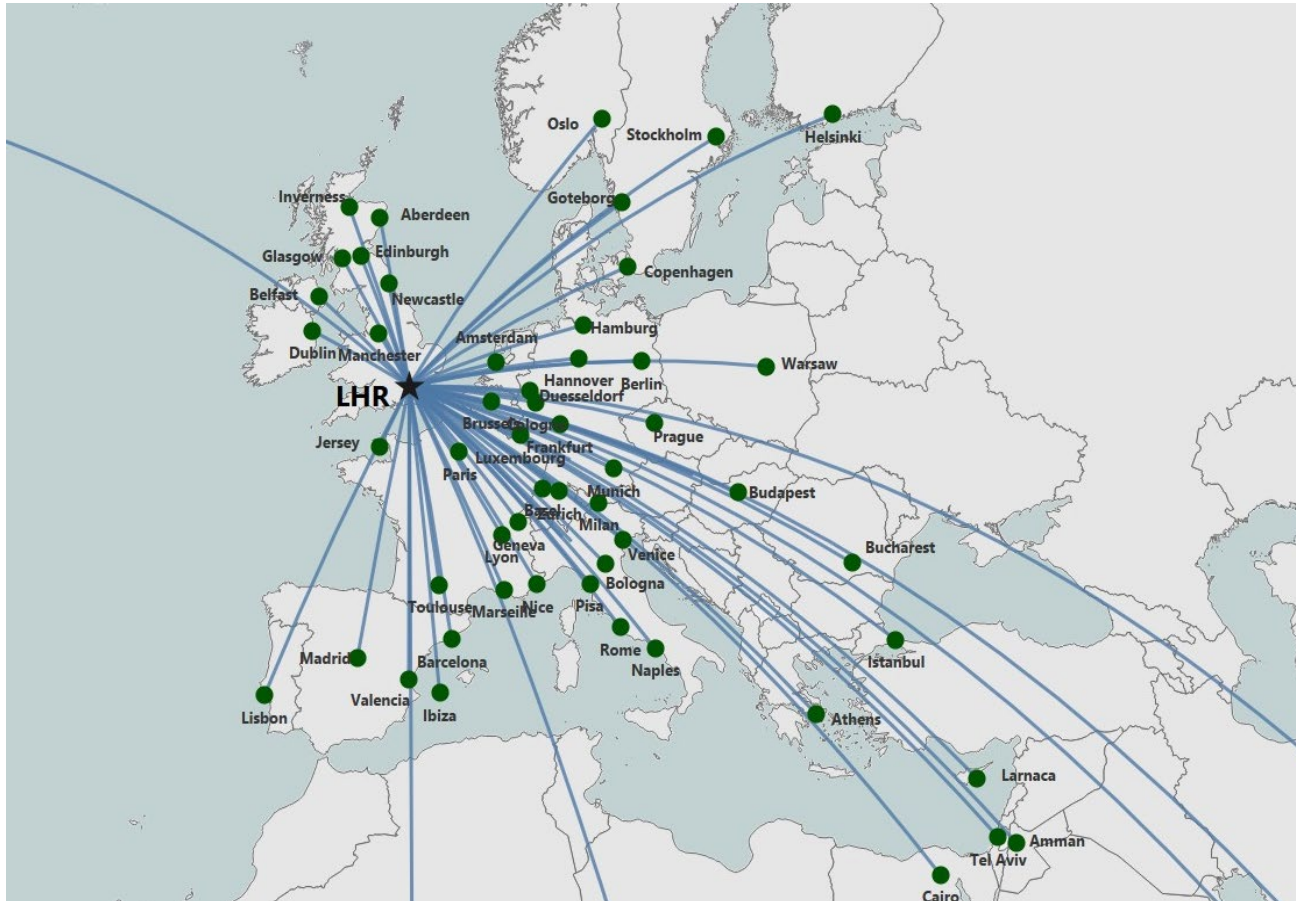 Oslo
Stockholm
Helsinki
Inverness
Goteborg
Aberdeen
Glasgow
Edinburgh
Copenhagen
Belfast
Newcastle
Hamburg
Amsterdam
Dublin
Manchester
Warsaw
Hannover
Berlin
LHR
Duesseldorf
Brussels
Cologne
Prague
Jersey
Frankfurt
Paris
Luxembourg
Munich
Budapest
Basel
Zurich
Milan
Geneva
Venice
Bucharest
Lyon
Bologna
Toulouse
Marseille
Nice
Pisa
Rome
Istanbul
Madrid
Barcelona
Naples
Valencia
Ibiza
Lisbon
Athens
Larnaca
Amman
Tel Aviv
Cairo